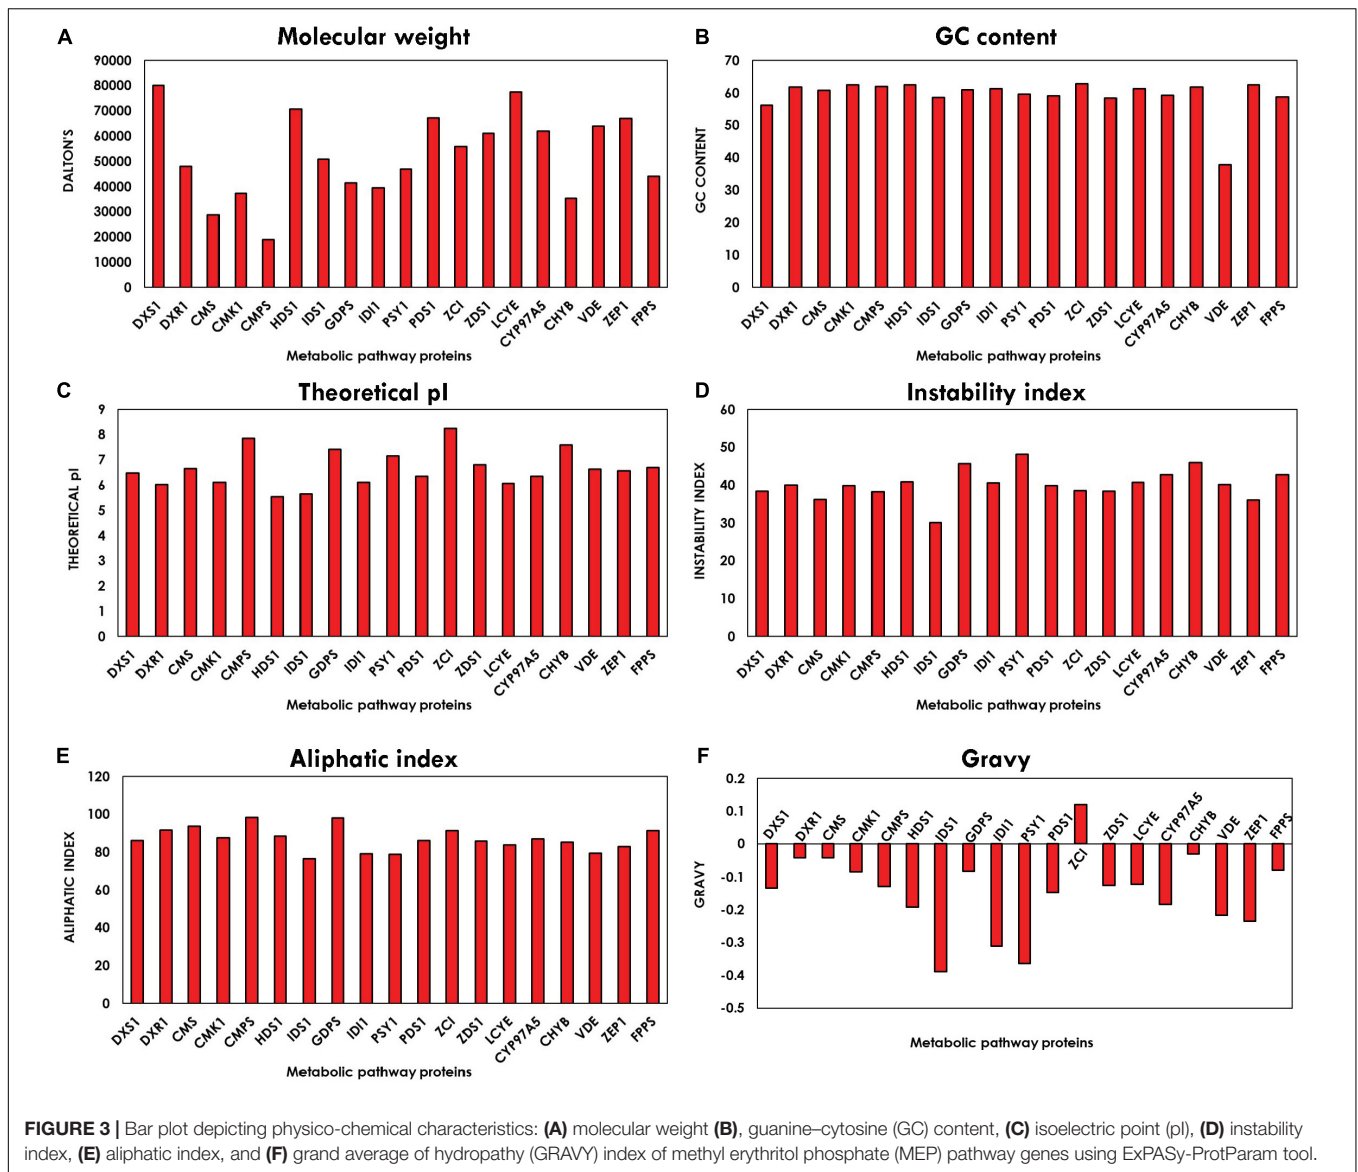 A
Molecular weight
90000
80000
70000
60000
50000
40000
30000
20000
10000
0
DALTON'S
DXS1 DXR1 CMS CMK1 CMPS HDS1 IDS1 GDPS IDI1 PSY1 PDS1 ZCI ZDS1 LCYE CYP97A5 CHYB VDE ZEP1 FPPS
Metabolic pathway proteins
B
GC content
70
60
50
40
30
20
10
0
GC CONTENT
DXS1 DXR1 CMS CMK1 CMPS HDS1 IDS1 GDPS IDI1 PSY1 PDS1 ZCI ZDS1 LCYE CYP97A5 CHYB VDE ZEP1 FPPS
Metabolic pathway proteins
C
Theoretical pI
9
8
7
6
5
4
3
2
1
0
THEORETICAL pI
DXS1 DXR1 CMS CMK1 CMPS HDS1 IDS1 GDPS IDI1 PSY1 PDS1 ZCI ZDS1 LCYE CYP97A5 CHYB VDE ZEP1 FPPS
Metabolic pathway proteins
D
Instability index
60
50
40
30
20
10
0
INSTABILITY INDEX
DXS1 DXR1 CMS CMK1 CMPS HDS1 IDS1 GDPS IDI1 PSY1 PDS1 ZCI ZDS1 LCYE CYP97A5 CHYB VDE ZEP1 FPPS
Metabolic pathway proteins
E
Aliphatic index
120
100
80
60
40
20
0
ALIPHATIC INDEX
DXS1 DXR1 CMS CMK1 CMPS HDS1 IDS1 GDPS IDI1 PSY1 PDS1 ZCI ZDS1 LCYE CYP97A5 CHYB VDE ZEP1 FPPS
Metabolic pathway proteins
F
Gravy
0.2
0.1
0
-0.1
-0.2
-0.3
-0.4
-0.5
GRAVY
DXS1 DXR1 CMS CMK1 CMPS HDS1 IDS1 GDPS IDI1 PSY1 PDS1 ZCI ZDS1 LCYE CYP97A5 CHYB VDE ZEP1 FPPS
Metabolic pathway proteins
FIGURE 3 | Bar plot depicting physico-chemical characteristics: (A) molecular weight (B), guanine–cytosine (GC) content, (C) isoelectric point (pI), (D) instability
index, (E) aliphatic index, and (F) grand average of hydropathy (GRAVY) index of methyl erythritol phosphate (MEP) pathway genes using ExPASy-ProtParam tool.